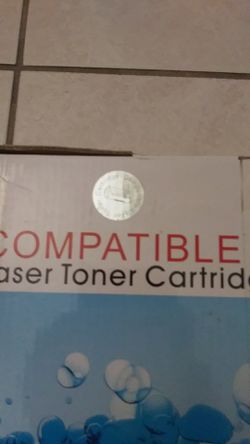 COMPATIBLE
aser Toner Cartrid